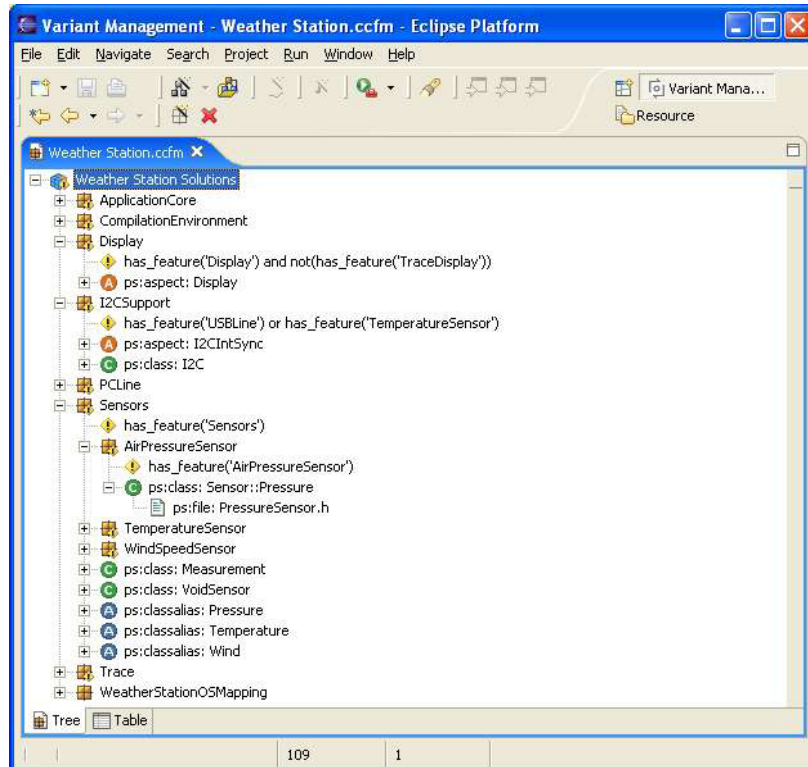 Variant Management - Weather Station.ccfm - Eclipse Platform
File Edit Navigate Search Project Run Window Help
Variant Mana...
Resource
Weather Station.ccfm
Weather Station Solutions
ApplicationCore
CompilationEnvironment
Display
has_feature('Display') and not(has_feature('TraceDisplay'))
A ps:aspect: Display
I2CSupport
has_feature('USBLine') or has_feature('TemperatureSensor')
A ps:aspect: I2CIntSync
C ps:class: I2C
PCLine
Sensors
has_feature('Sensors')
AirPressureSensor
has_feature('AirPressureSensor')
C ps:class: Sensor::Pressure
ps:file: PressureSensor.h
TemperatureSensor
WindSpeedSensor
C ps:class: Measurement
C ps:class: VoidSensor
A ps:classalias: Pressure
A ps:classalias: Temperature
A ps:classalias: Wind
Trace
WeatherStationOSMapping
Tree Table
109 1